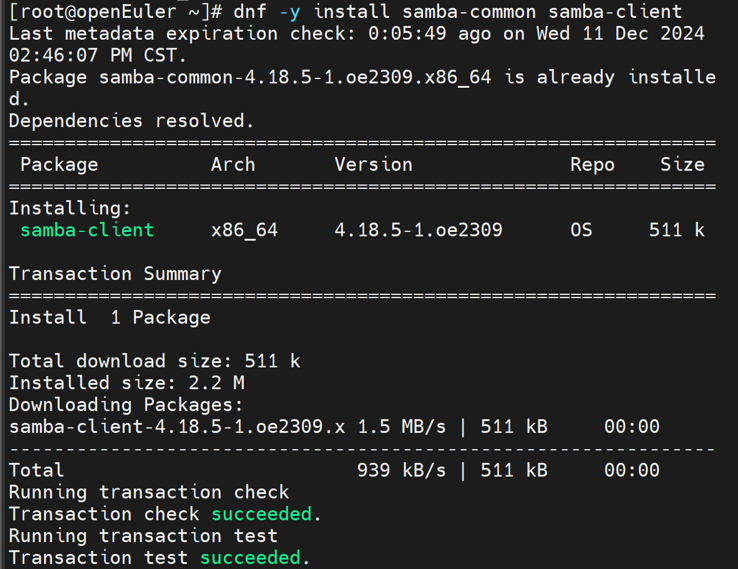 [root@openEuler ~]# dnf -y install samba-common samba-client
Last metadata expiration check: 0:05:49 ago on Wed 11 Dec 2024
02:46:07 PM CST.
Package samba-common-4.18.5-1.oe2309.x86_64 is already installe
d.
Dependencies resolved.
================================================================
 Package          Arch       Version              Repo    Size
================================================================
Installing:
 samba-client     x86_64     4.18.5-1.oe2309      OS     511 k

Transaction Summary
================================================================
Install  1 Package

Total download size: 511 k
Installed size: 2.2 M
Downloading Packages:
samba-client-4.18.5-1.oe2309.x 1.5 MB/s | 511 kB     00:00
----------------------------------------------------------------
Total                          939 kB/s | 511 kB     00:00
Running transaction check
Transaction check succeeded.
Running transaction test
Transaction test succeeded.